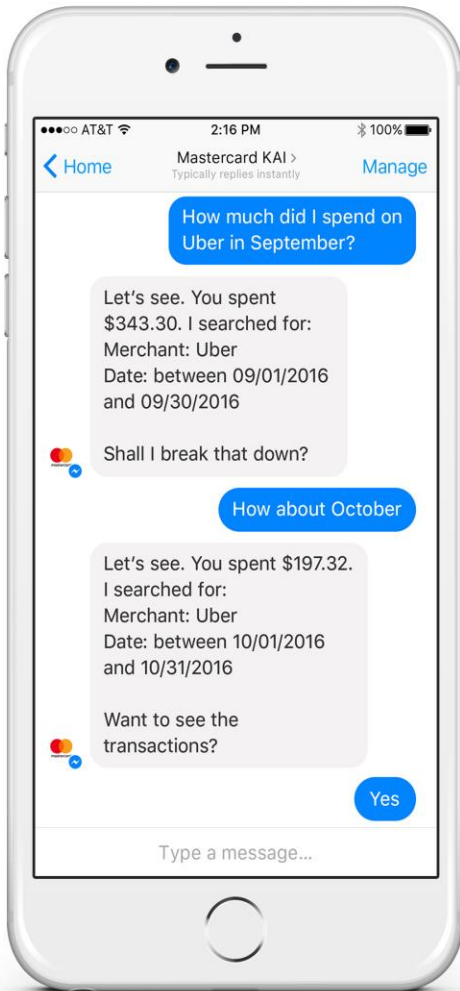 AT&T 2:16 PM 100%
Home Mastercard KAI > Manage
Typically replies instantly
How much did I spend on
Uber in September?
Let's see. You spent
$343.30. I searched for:
Merchant: Uber
Date: between 09/01/2016
and 09/30/2016
Shall I break that down?
How about October
Let's see. You spent $197.32.
I searched for:
Merchant: Uber
Date: between 10/01/2016
and 10/31/2016
Want to see the
transactions?
Yes
Type a message...